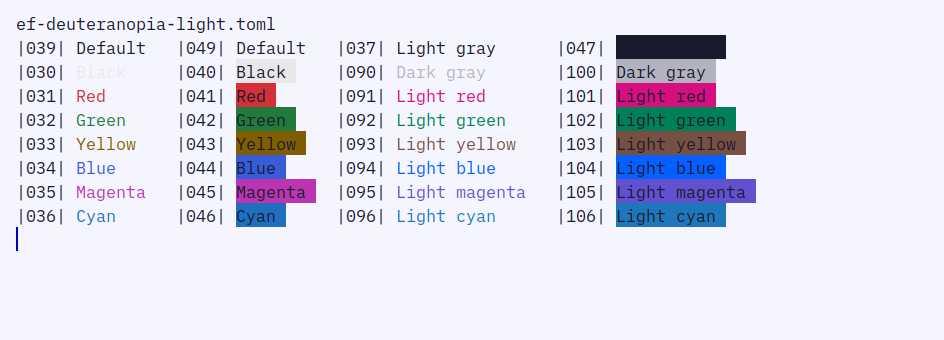 ef-deuteranopia-light.toml
|039| Default |049| Default |037| Light gray |047|
|030| Black |040| Black |090| Dark gray |100| Dark gray
|031| Red |041| Red |091| Light red |101| Light red
|032| Green |042| Green |092| Light green |102| Light green
|033| Yellow |043| Yellow |093| Light yellow |103| Light yellow
|034| Blue |044| Blue |094| Light blue |104| Light blue
|035| Magenta |045| Magenta |095| Light magenta |105| Light magenta
|036| Cyan |046| Cyan |096| Light cyan |106| Light cyan